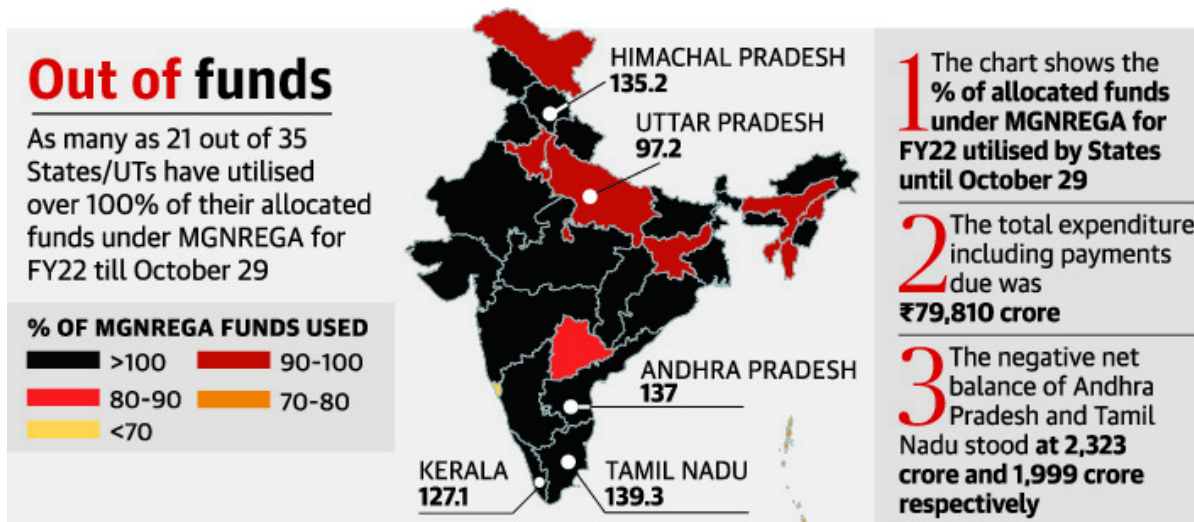 Out of funds
As many as 21 out of 35
States/UTs have utilised
over 100% of their allocated
funds under MGNREGA for
FY22 till October 29
% OF MGNREGA FUNDS USED
>100
90-100
80-90
70-80
<70
HIMACHAL PRADESH
135.2
UTTAR PRADESH
97.2
ANDHRA PRADESH
137
KERALA
127.1
TAMIL NADU
139.3
1 The chart shows the
% of allocated funds
under MGNREGA for
FY22 utilised by States
until October 29
2 The total expenditure
including payments
due was
₹79,810 crore
3 The negative net
balance of Andhra
Pradesh and Tamil
Nadu stood at 2,323
crore and 1,999 crore
respectively